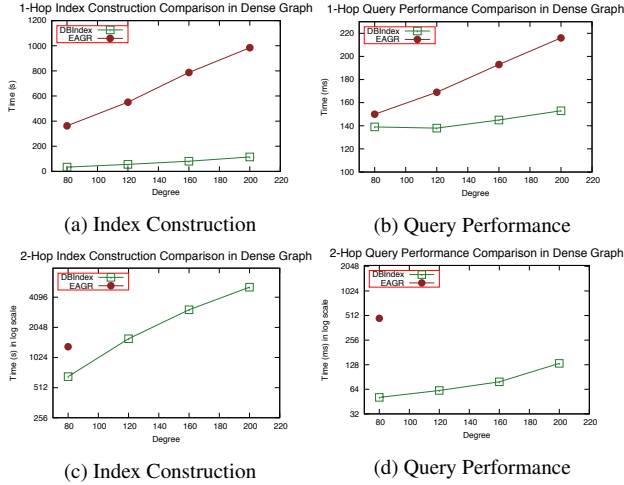 1-Hop Index Construction Comparison in Dense Graph
1200
1000
800
600
400
200
0
Time (s)
DBIndex
EAGR
80 100 120 140 160 180 200 220
Degree
(a) Index Construction
1-Hop Query Performance Comparison in Dense Graph
220
200
180
160
140
120
100
Time (ms)
DBIndex
EAGR
80 100 120 140 160 180 200 220
Degree
(b) Query Performance
2-Hop Index Construction Comparison in Dense Graph
4096
2048
1024
512
256
Time (s) in log scale
DBIndex
EAGR
80 100 120 140 160 180 200 220
Degree
(c) Index Construction
2-Hop Query Performance Comparison in Dense Graph
2048
1024
512
256
128
64
32
Time (ms) in log scale
DBIndex
EAGR
80 100 120 140 160 180 200 220
Degree
(d) Query Performance